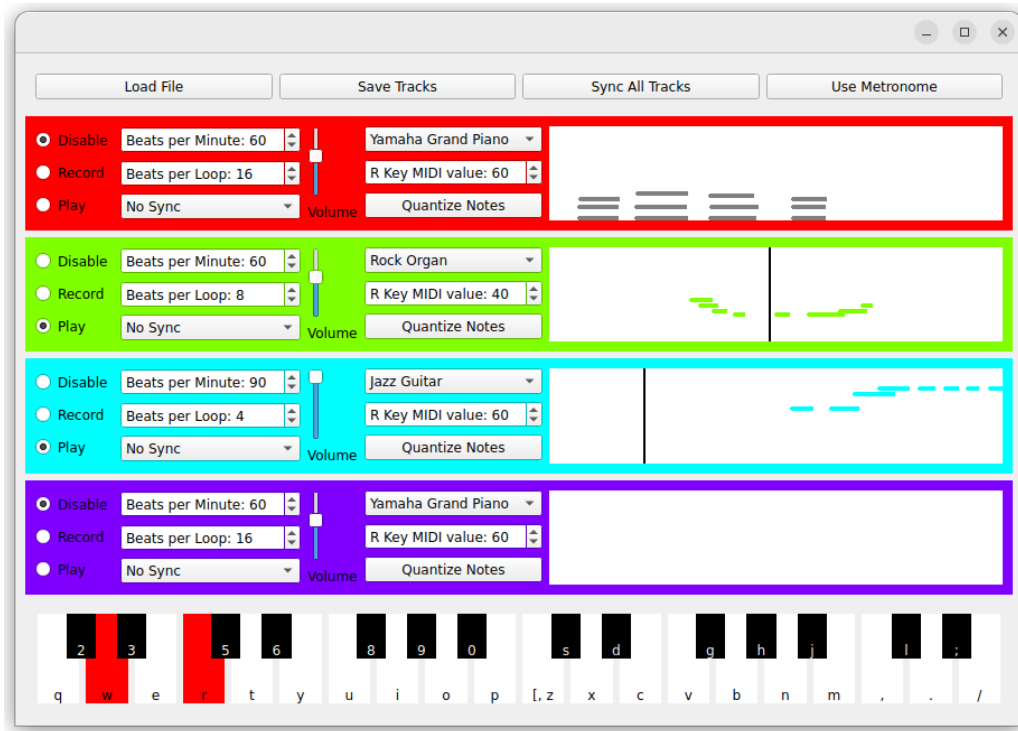 Load File Save Tracks Sync All Tracks Use Metronome
Disable Beats per Minute: 60 Yamaha Grand Piano
Record Beats per Loop: 16 R Key MIDI value: 60
Play No Sync Volume Quantize Notes
Disable Beats per Minute: 60 Rock Organ
Record Beats per Loop: 8 R Key MIDI value: 40
Play No Sync Volume Quantize Notes
Disable Beats per Minute: 90 Jazz Guitar
Record Beats per Loop: 4 R Key MIDI value: 60
Play No Sync Volume Quantize Notes
Disable Beats per Minute: 60 Yamaha Grand Piano
Record Beats per Loop: 16 R Key MIDI value: 60
Play No Sync Volume Quantize Notes
2 3 5 6 8 9 0 s d g h j l ;
q w e r t y u i o p [, z x c v b n m , . /